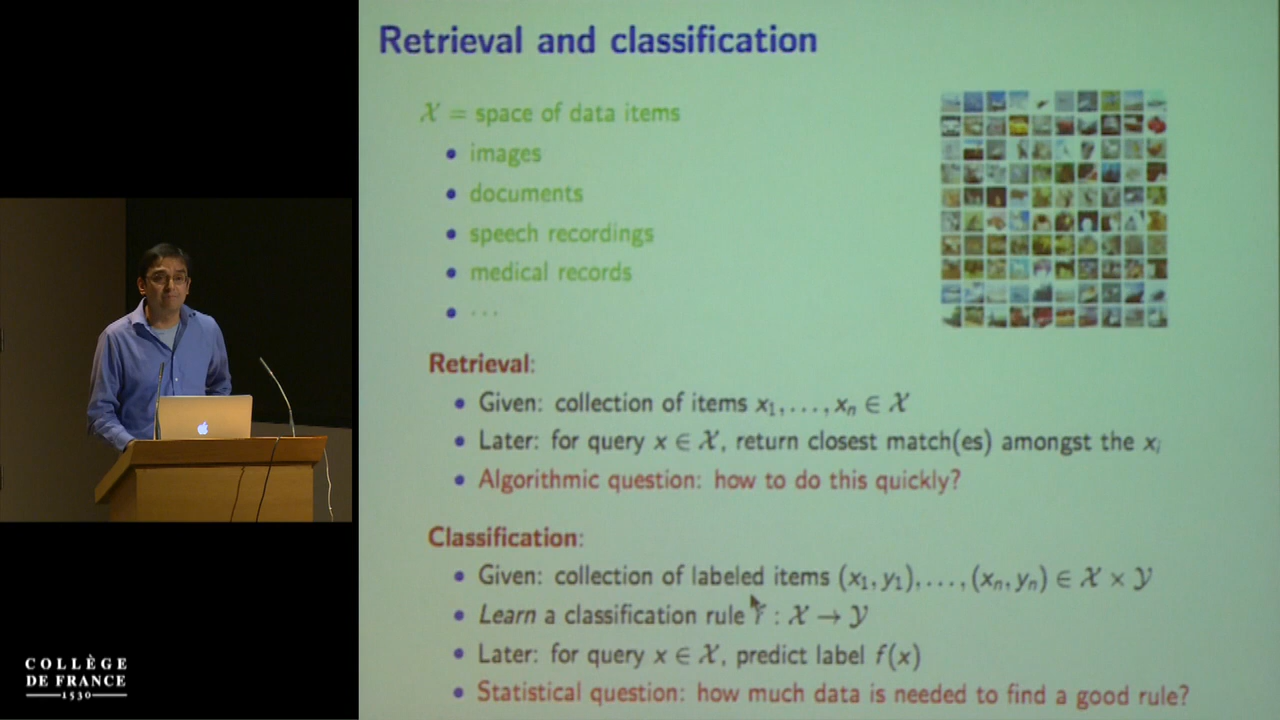 Retrieval and classification
𝒳 = space of data items
• images
• documents
• speech recordings
• medical records
• ...
Retrieval:
• Given: collection of items x₁, . . . , xₙ ∈ 𝒳
• Later: for query x ∈ 𝒳, return closest match(es) amongst the xᵢ
• Algorithmic question: how to do this quickly?
Classification:
• Given: collection of labeled items (x₁, y₁), . . . , (xₙ, yₙ) ∈ 𝒳 × 𝒴
• Learn a classification rule f : 𝒳 → 𝒴
• Later: for query x ∈ 𝒳, predict label f(x)
• Statistical question: how much data is needed to find a good rule?
COLLÈGE
DE FRANCE
1530